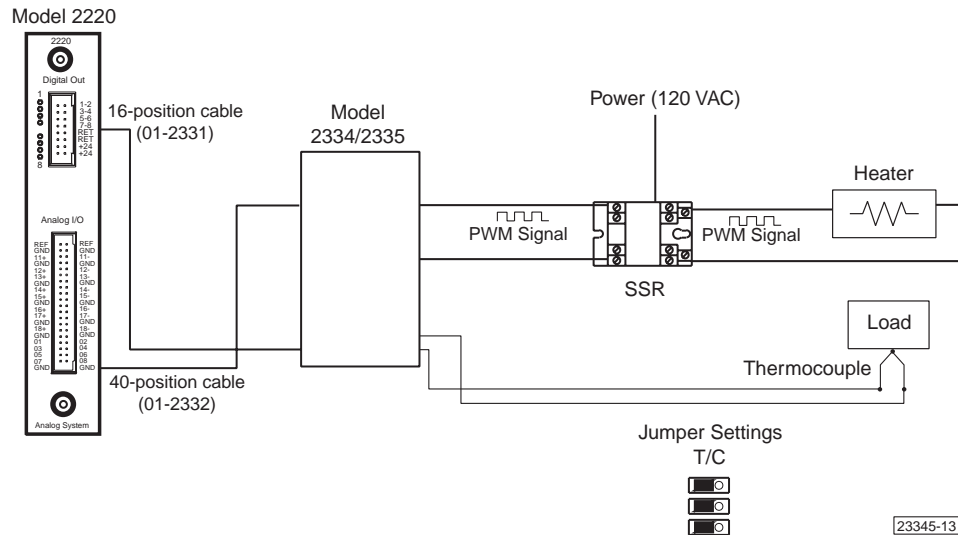 Model 2220
2220
Digital Out
1
1-2
3-4
5-6
7-8
RET
RET
+24
+24
8
16-position cable
(01-2331)
Model
2334/2335
Power (120 VAC)
Heater
PWM Signal
PWM Signal
SSR
Analog I/O
REF
GND
11+
GND
12+
13+
GND
14+
15+
GND
16+
17+
GND
18+
GND
01
03
05
07
GND
REF
GND
11-
GND
12-
13-
GND
14-
15-
GND
16-
17-
GND
18-
GND
02
04
06
08
GND
Load
Thermocouple
40-position cable
(01-2332)
Analog System
Jumper Settings
T/C
23345-13